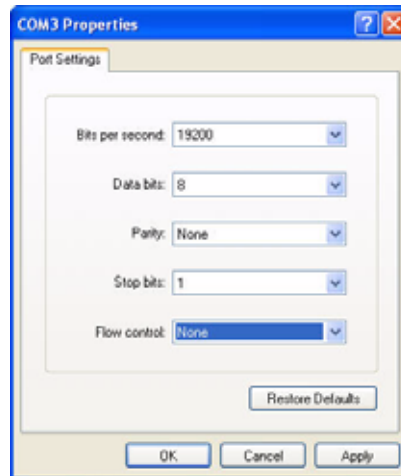 COM3 Properties
Port Settings
Bits per second: 19200
Data bits: 8
Parity: None
Stop bits: 1
Flow control: None
Restore Defaults
OK Cancel Apply